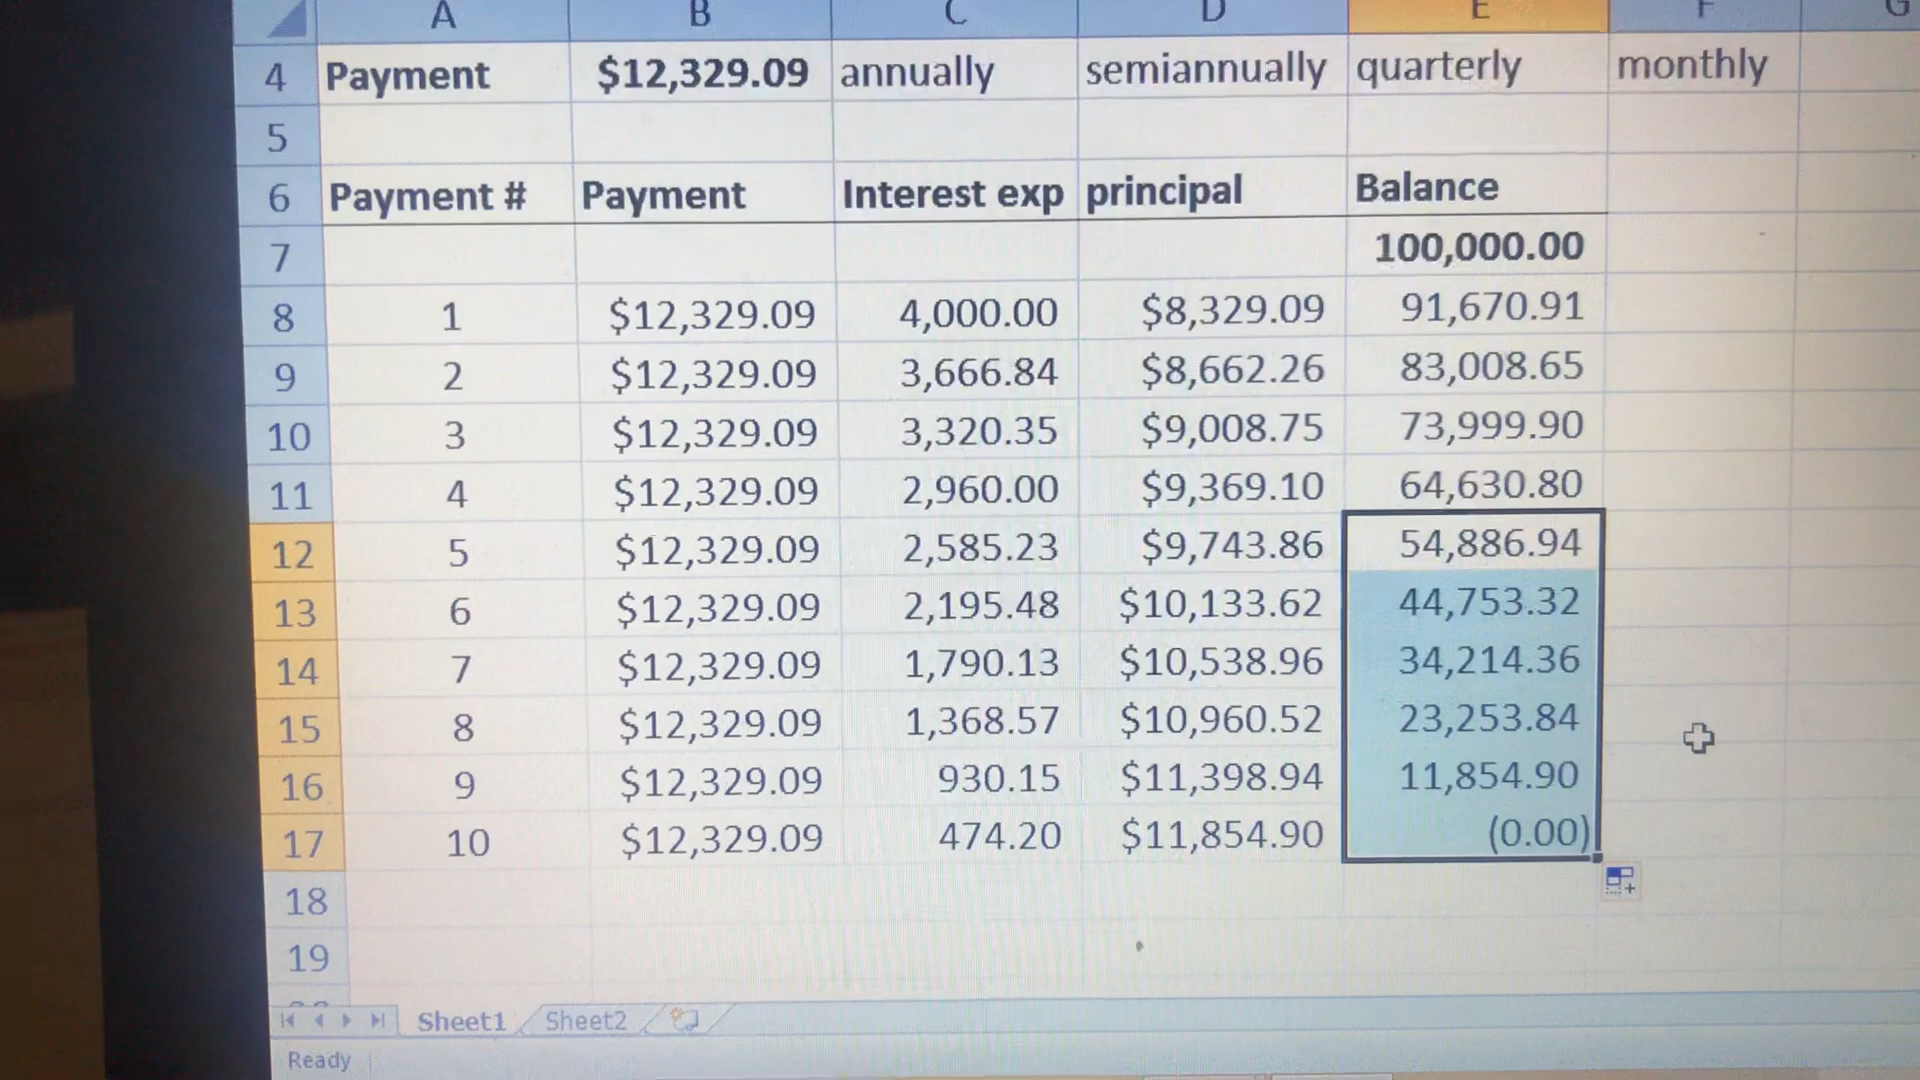 A B C D E F G
4 Payment $12,329.09 annually semiannually quarterly monthly
5
6 Payment # Payment Interest exp principal Balance
7 100,000.00
8 1 $12,329.09 4,000.00 $8,329.09 91,670.91
9 2 $12,329.09 3,666.84 $8,662.26 83,008.65
10 3 $12,329.09 3,320.35 $9,008.75 73,999.90
11 4 $12,329.09 2,960.00 $9,369.10 64,630.80
12 5 $12,329.09 2,585.23 $9,743.86 54,886.94
13 6 $12,329.09 2,195.48 $10,133.62 44,753.32
14 7 $12,329.09 1,790.13 $10,538.96 34,214.36
15 8 $12,329.09 1,368.57 $10,960.52 23,253.84
16 9 $12,329.09 930.15 $11,398.94 11,854.90
17 10 $12,329.09 474.20 $11,854.90 (0.00)
18
19
Sheet1 Sheet2
Ready